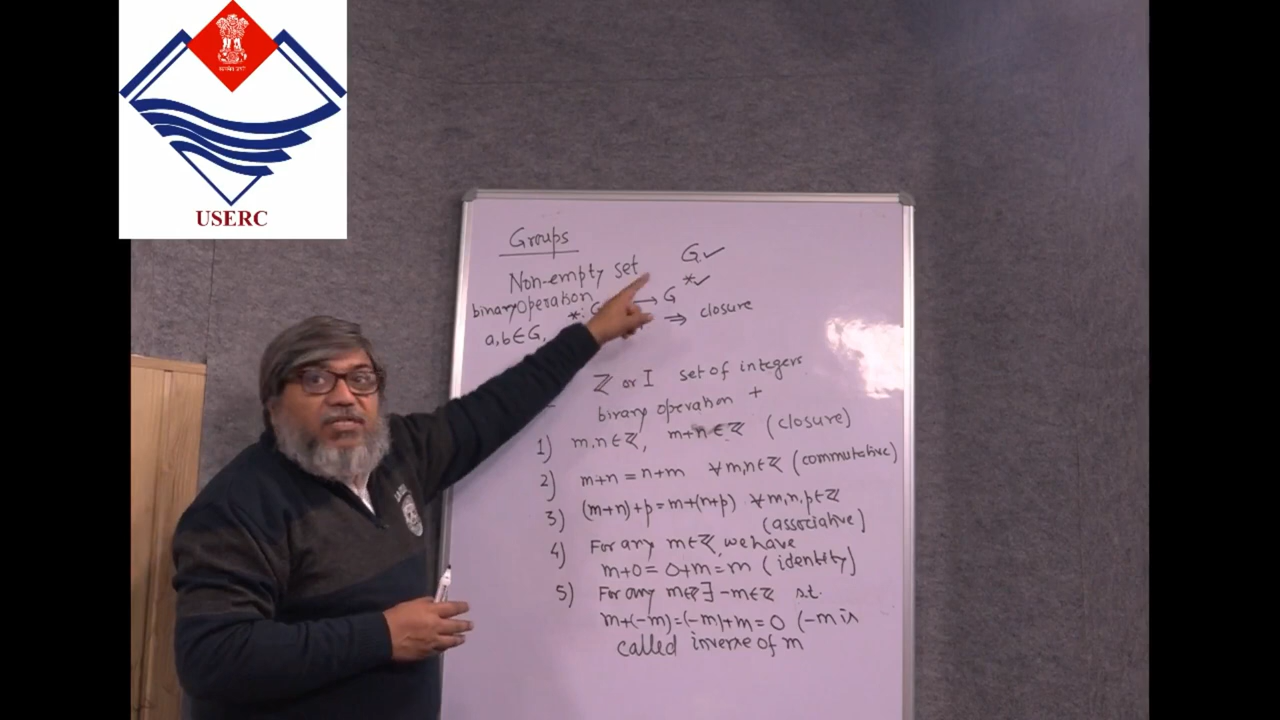 USERC
Groups
Non-empty set G ✓
binary operation * ✓
*: G → G
a,b ∈ G, ⇒ closure
ℤ or I set of integers
binary operation +
1) m,n ∈ ℤ, m+n ∈ ℤ (closure)
2) m+n = n+m ∀ m,n ∈ ℤ (commutative)
3) (m+n)+p = m+(n+p) ∀ m,n,p ∈ ℤ
(associative)
4) For any m ∈ ℤ, we have
m+0 = 0+m = m (identity)
5) For any m ∈ ℤ ∃ -m ∈ ℤ s.t.
m+(-m) = (-m)+m = 0 (-m is
called inverse of m